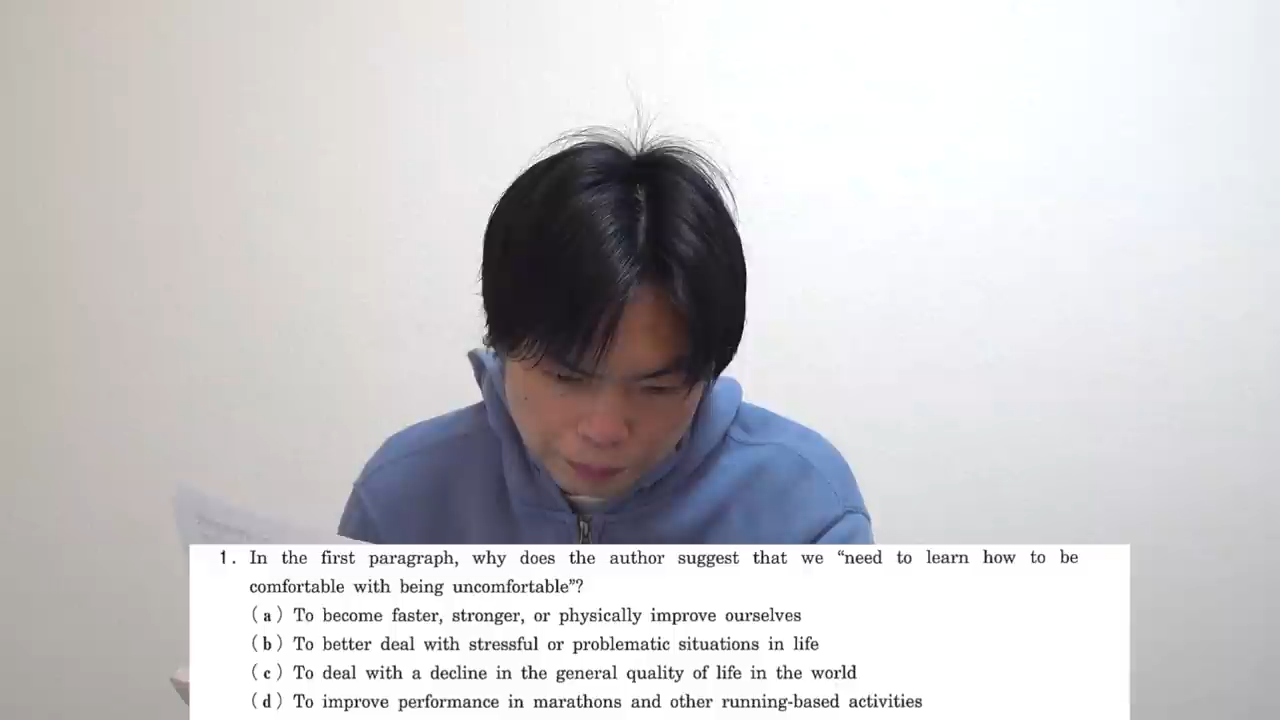 1. In the first paragraph, why does the author suggest that we “need to learn how to be
comfortable with being uncomfortable”?
(a) To become faster, stronger, or physically improve ourselves
(b) To better deal with stressful or problematic situations in life
(c) To deal with a decline in the general quality of life in the world
(d) To improve performance in marathons and other running-based activities